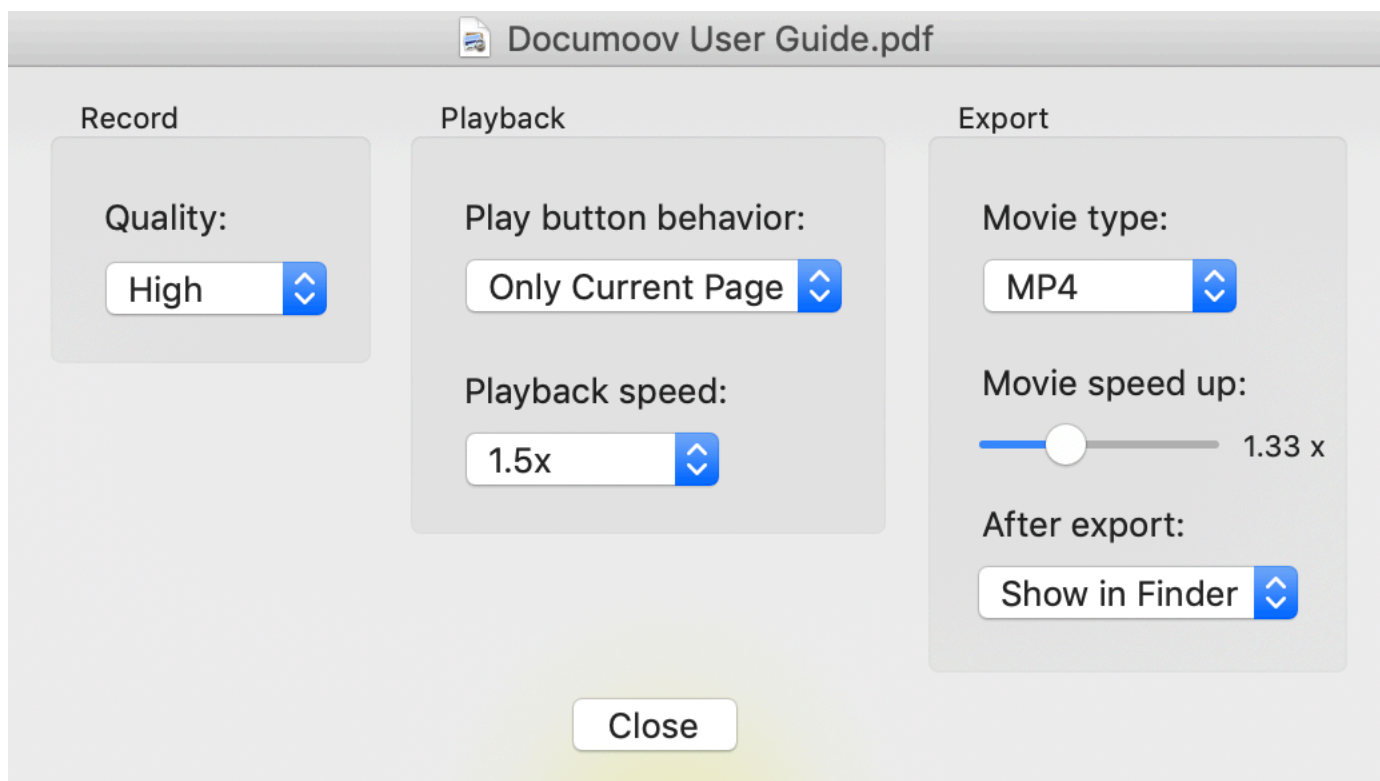 Documoov User Guide.pdf
Record
Quality:
High
Playback
Play button behavior:
Only Current Page
Playback speed:
1.5x
Export
Movie type:
MP4
Movie speed up:
1.33 x
After export:
Show in Finder
Close